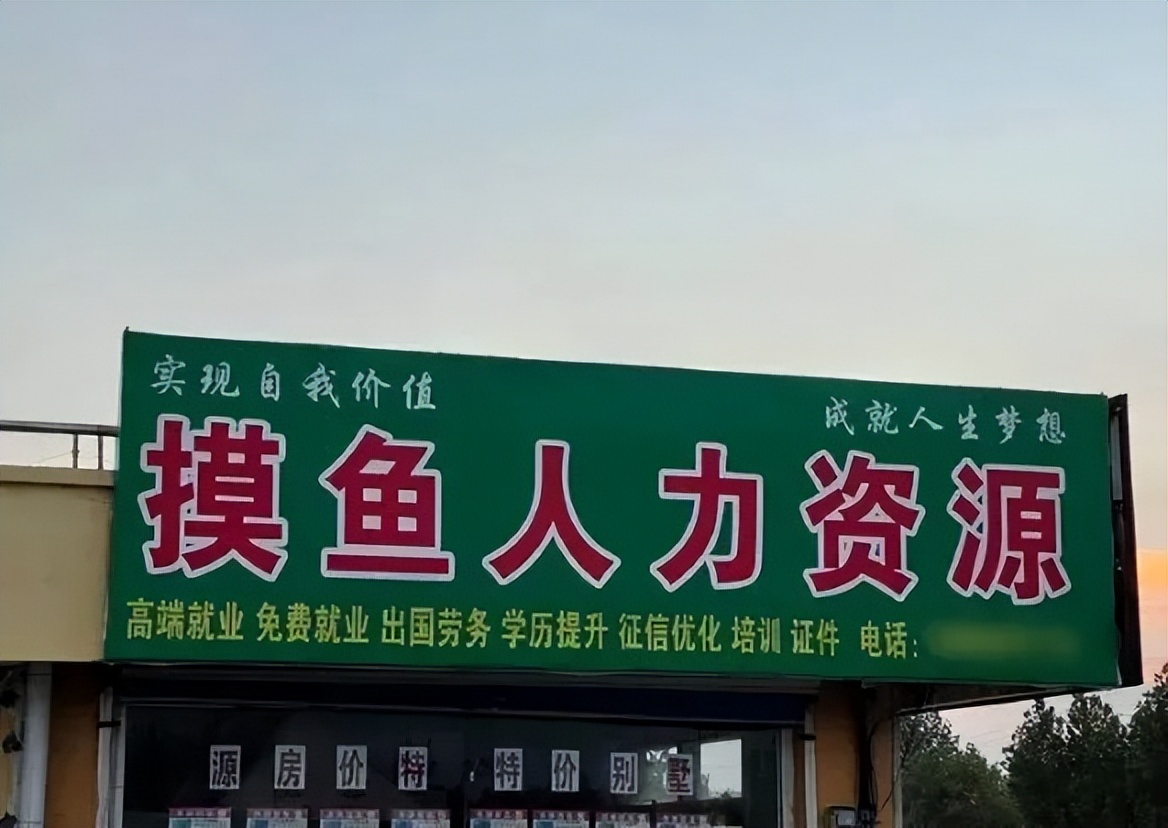 实现自我价值
成就人生梦想
摸鱼人力资源
高端就业 免费就业 出国劳务 学历提升 征信优化 培训 证件 电话:
源房价特 特价别墅